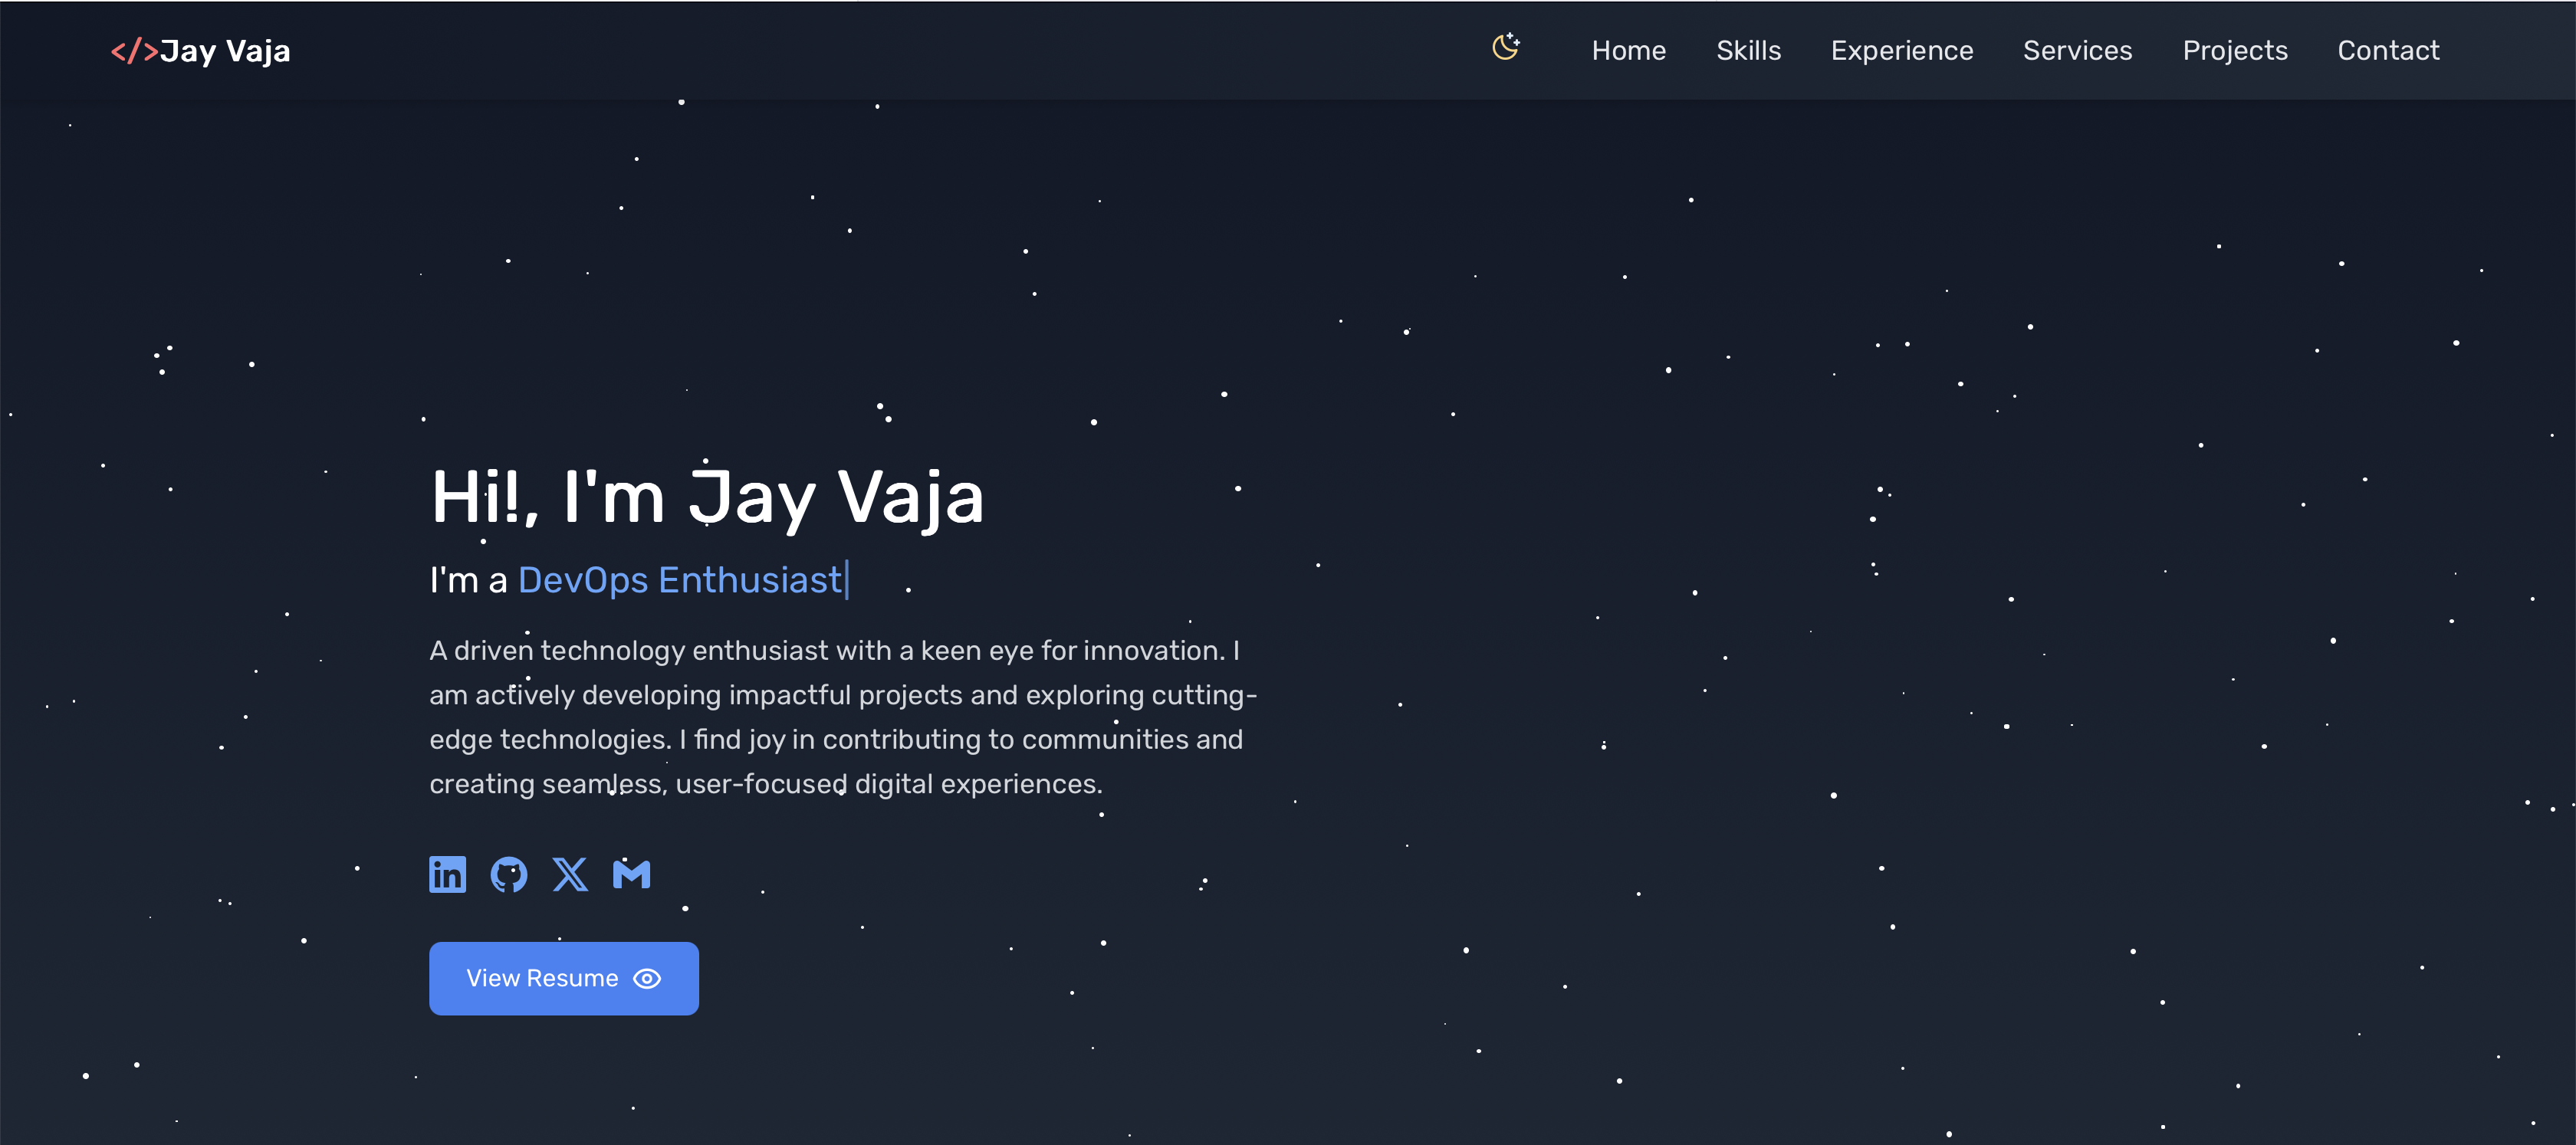 </>Jay Vaja
Home Skills Experience Services Projects Contact
Hi!, I'm Jay Vaja
I'm a DevOps Enthusiast|
A driven technology enthusiast with a keen eye for innovation. I
am actively developing impactful projects and exploring cutting-
edge technologies. I find joy in contributing to communities and
creating seamless, user-focused digital experiences.
View Resume